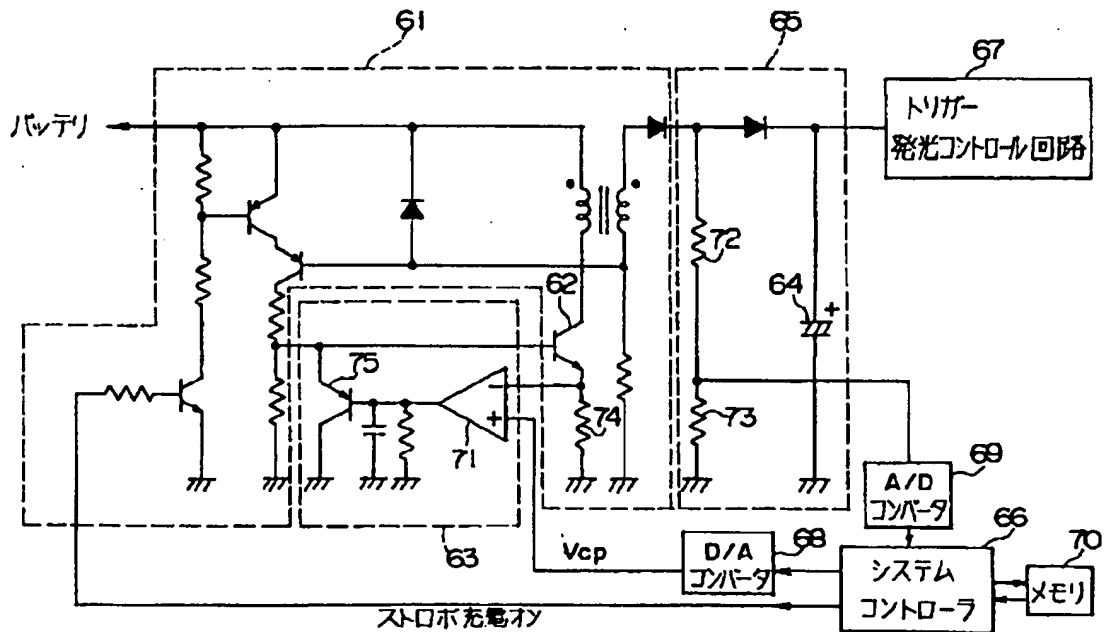 61
65
67
バッテリ
トリガー
発光コントロール回路
72
62
64
+
75
74
-
+
71
73
69
A/D
コンバータ
63
Vcp
68
D/A
コンバータ
66
システム
コントローラ
70
メモリ
ストロボ充電オン